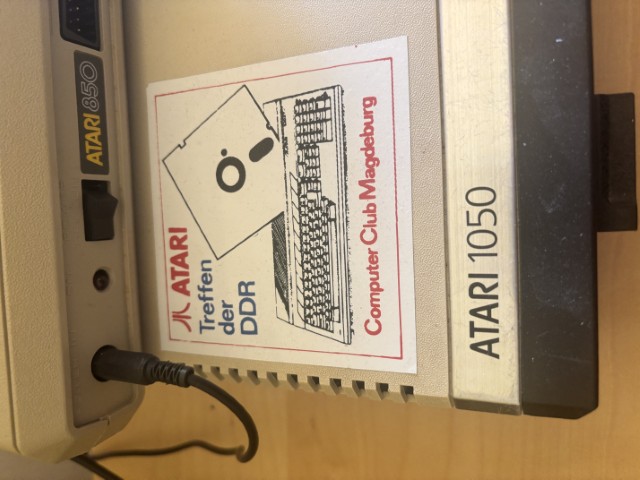 ATARI 850
ATARI
Treffen
der
DDR
Computer Club Magdeburg
ATARI 1050